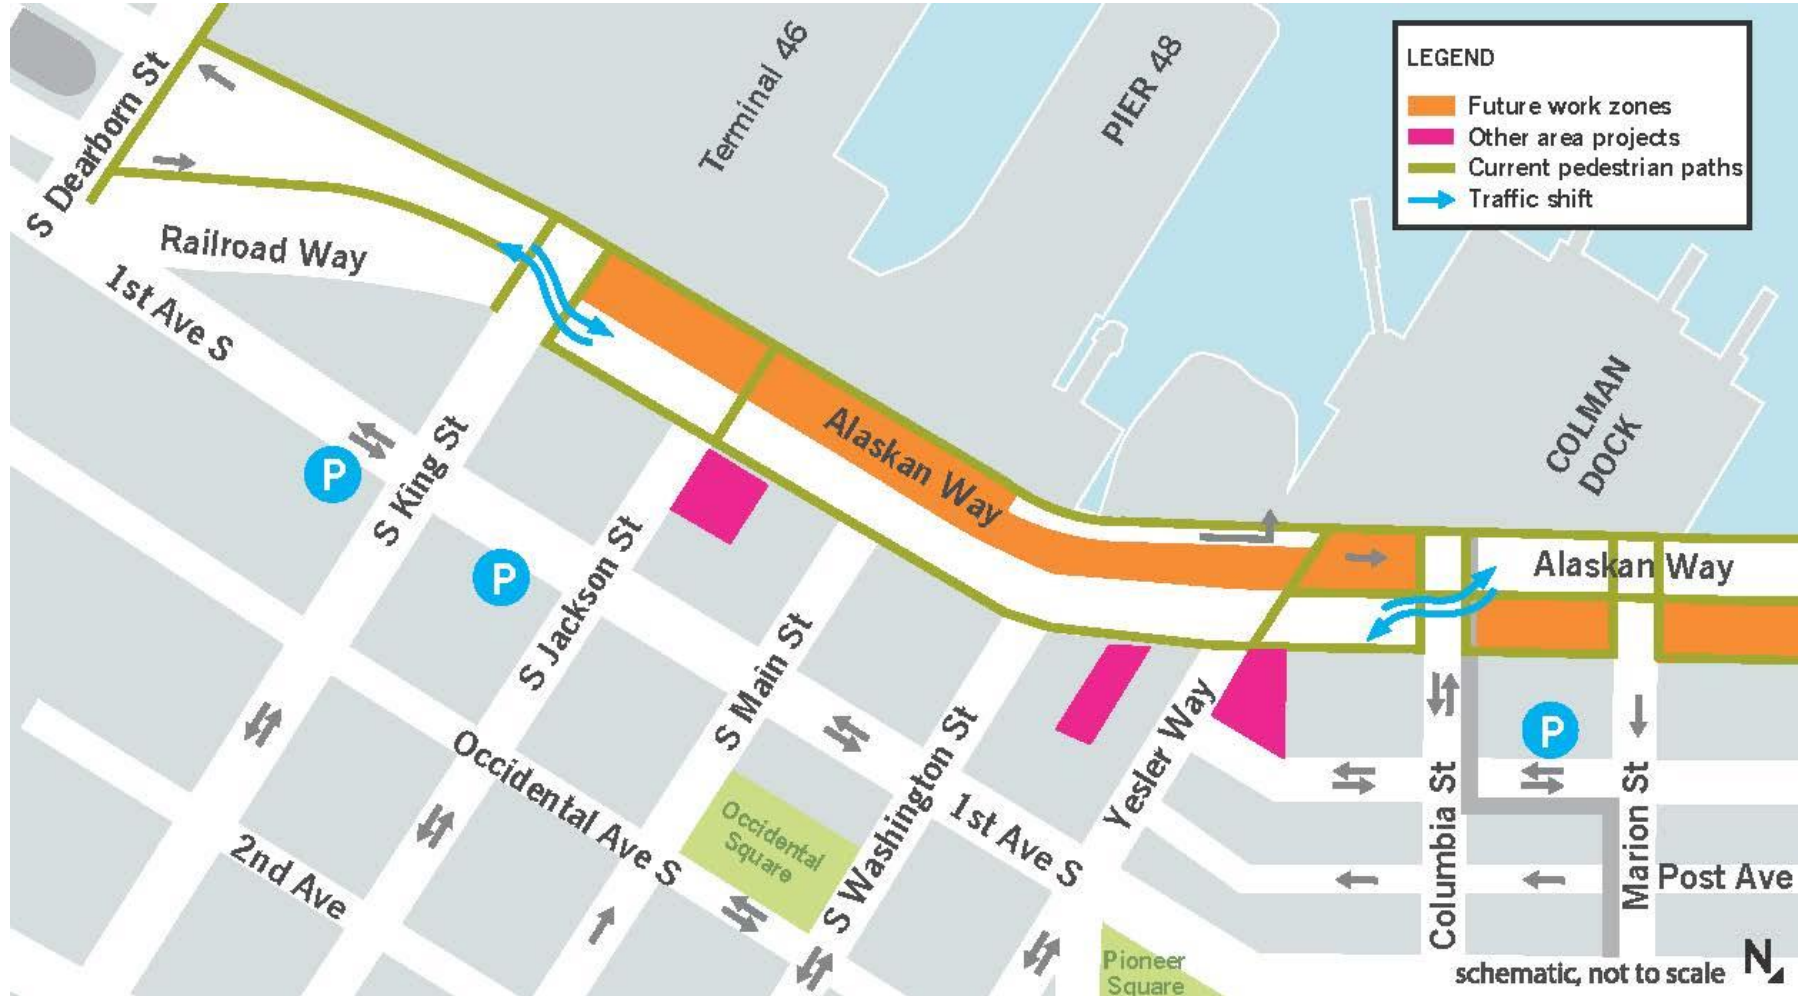 LEGEND
Future work zones
Other area projects
Current pedestrian paths
Traffic shift
Terminal 46
PIER 48
COLMAN
DOCK
S Dearborn St
Railroad Way
1st Ave S
S King St
P
P
S Jackson St
Alaskan Way
Alaskan Way
S Main St
S Washington St
Yesler Way
1st Ave S
Occidental Ave S
Occidental
Square
2nd Ave
P
Columbia St
Marion St
Post Ave
Pioneer
Square
schematic, not to scale
N